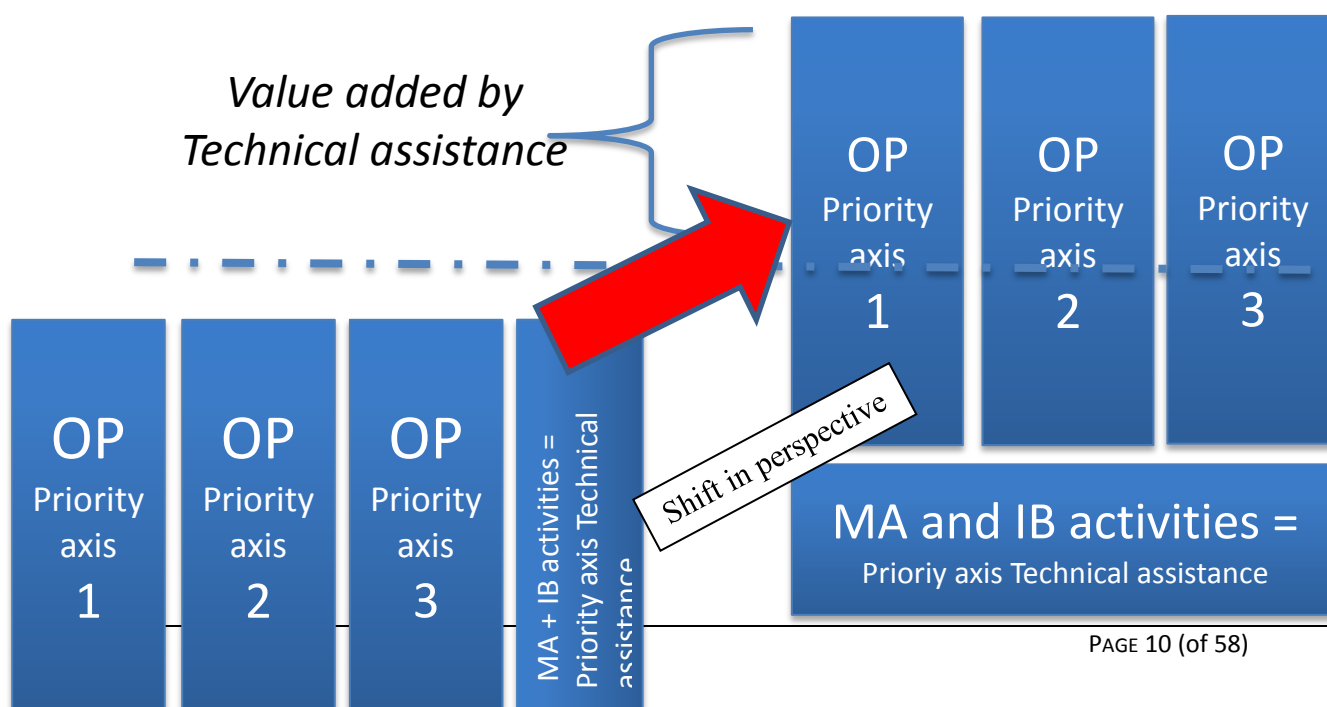 Value added by
Technical assistance
OP
Priority
axis
1
OP
Priority
axis
2
OP
Priority
axis
3
OP
Priority
axis
1
OP
Priority
axis
2
OP
Priority
axis
3
MA + IB activities =
Priority axis Technical
assistance
Shift in perspective
MA and IB activities =
Prioriy axis Technical assistance
PAGE 10 (of 58)